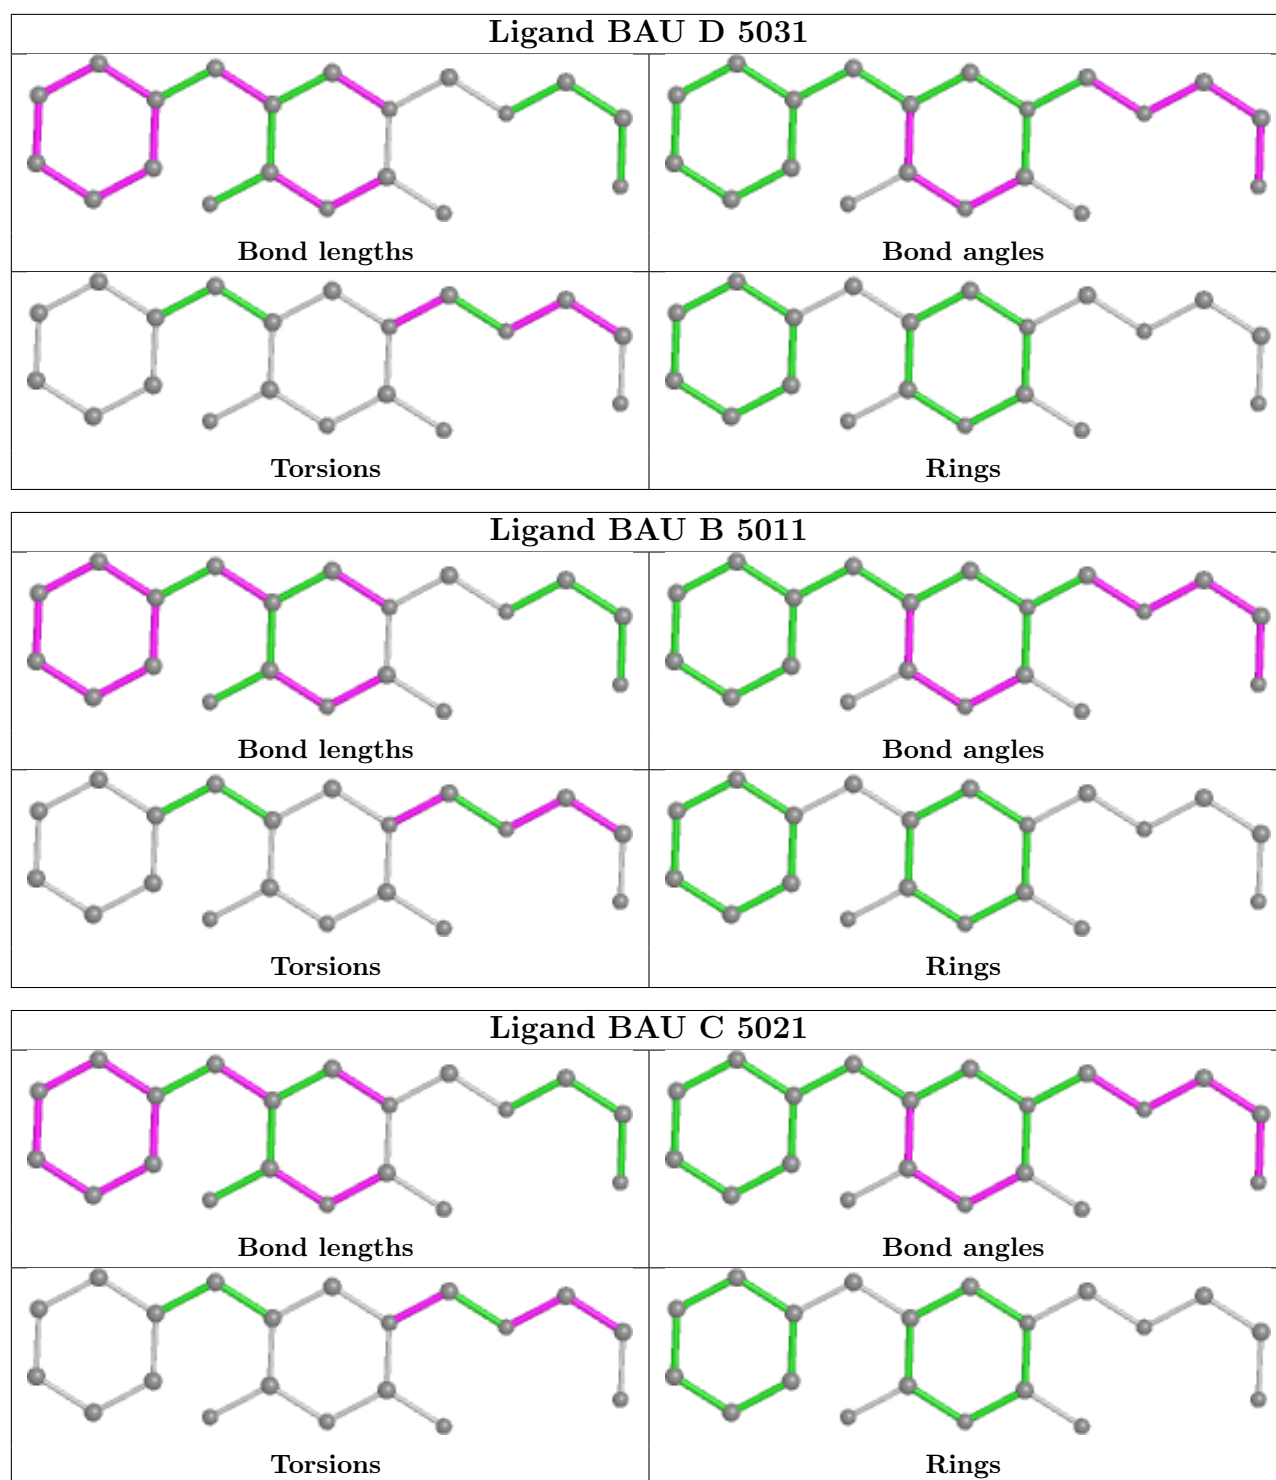 Ligand BAU D 5031
Bond lengths
Bond angles
Torsions
Rings
Ligand BAU B 5011
Bond lengths
Bond angles
Torsions
Rings
Ligand BAU C 5021
Bond lengths
Bond angles
Torsions
Rings